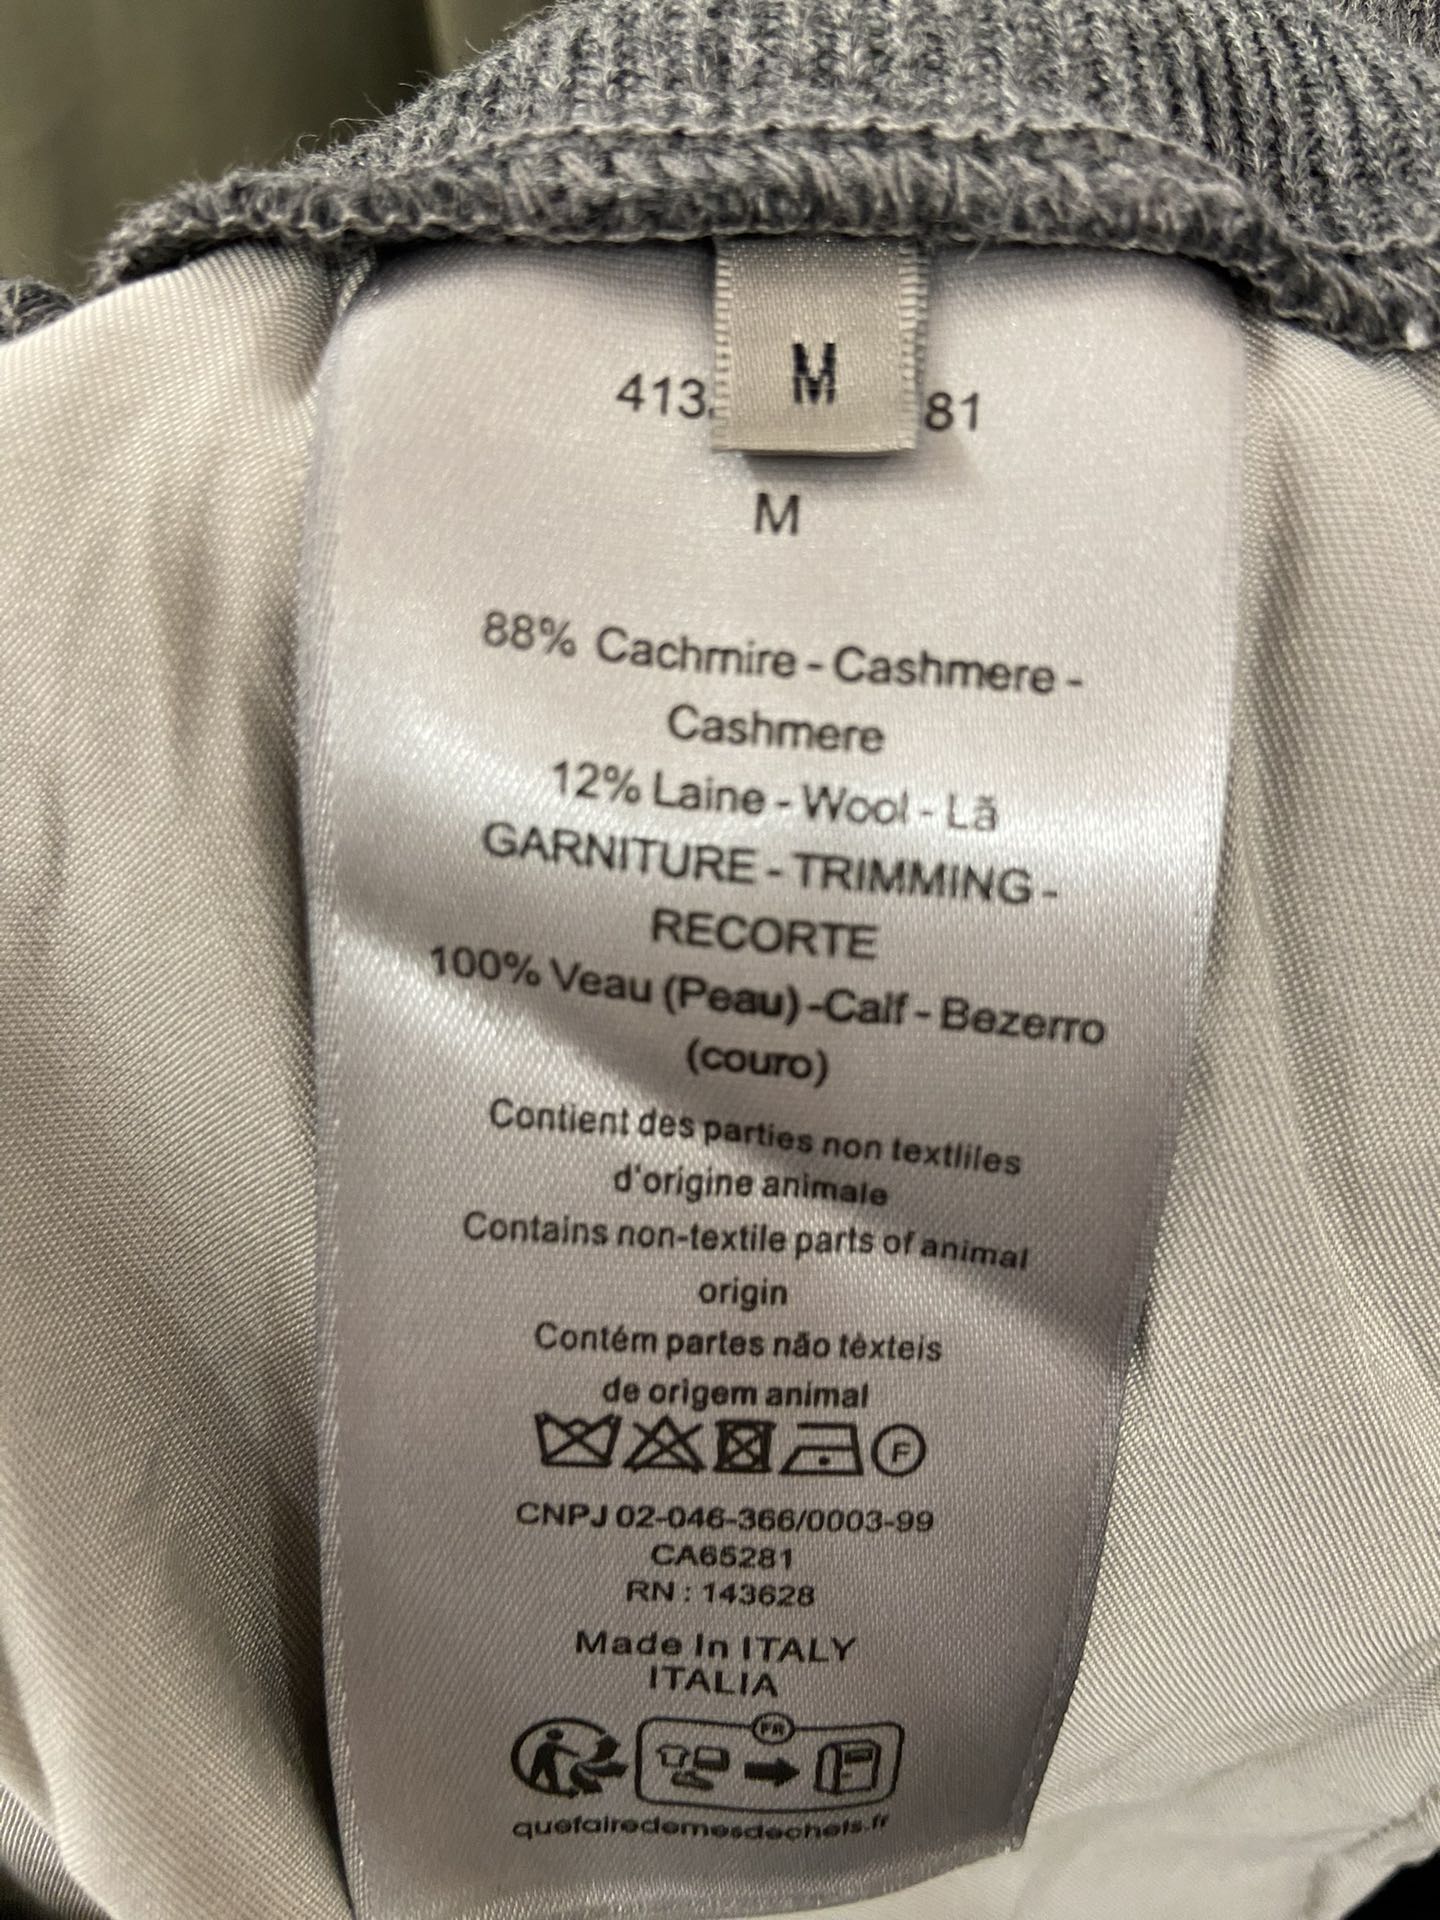 M
413 81
M
88% Cachmire - Cashmere -
Cashmere
12% Laine - Wool - Lă
GARNITURE - TRIMMING -
RECORTE
100% Veau (Peau) -Calf - Bezerro
(couro)
Contient des parties non textliles
d'origine animale
Contains non-textile parts of animal
origin
Contém partes não têxteis
de origem animal
F
CNPJ 02-046-366/0003-99
CA65281
RN : 143628
Made In ITALY
ITALIA
FR
quefairedemesdechets.fr